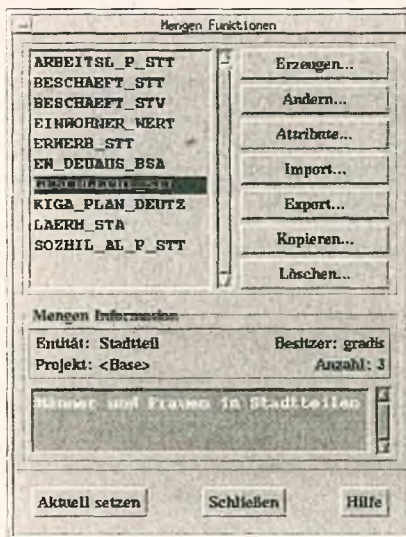 Mengen Funktionen
ARBEITSL_P_STT
BESCHAEFT_STT
BESCHAEFT_STV
EINWOHNER_WERT
ERWERB_STT
EW_DEUAUS_BSA
KIGA_PLAN_DEUTZ
LAERM_STA
SOZHIL_AL_P_STT
Erzeugen...
Ändern...
Attribute...
Import...
Export...
Kopieren...
Löschen...
Mengen Information
Entität: Stadtteil
Besitzer: gradis
Projekt: <Base>
Anzahl: 3
Männer und Frauen in Stadtteilen
Aktuell setzen
Schließen
Hilfe